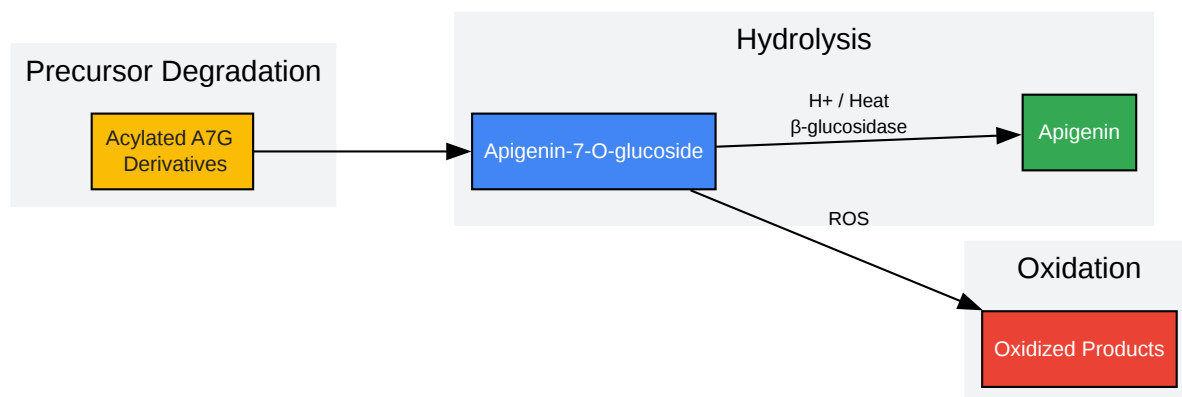 Precursor Degradation
Acylated A7G
Derivatives
Hydrolysis
Apigenin-7-O-glucoside
H+ / Heat
β-glucosidase
Apigenin
ROS
Oxidation
Oxidized Products